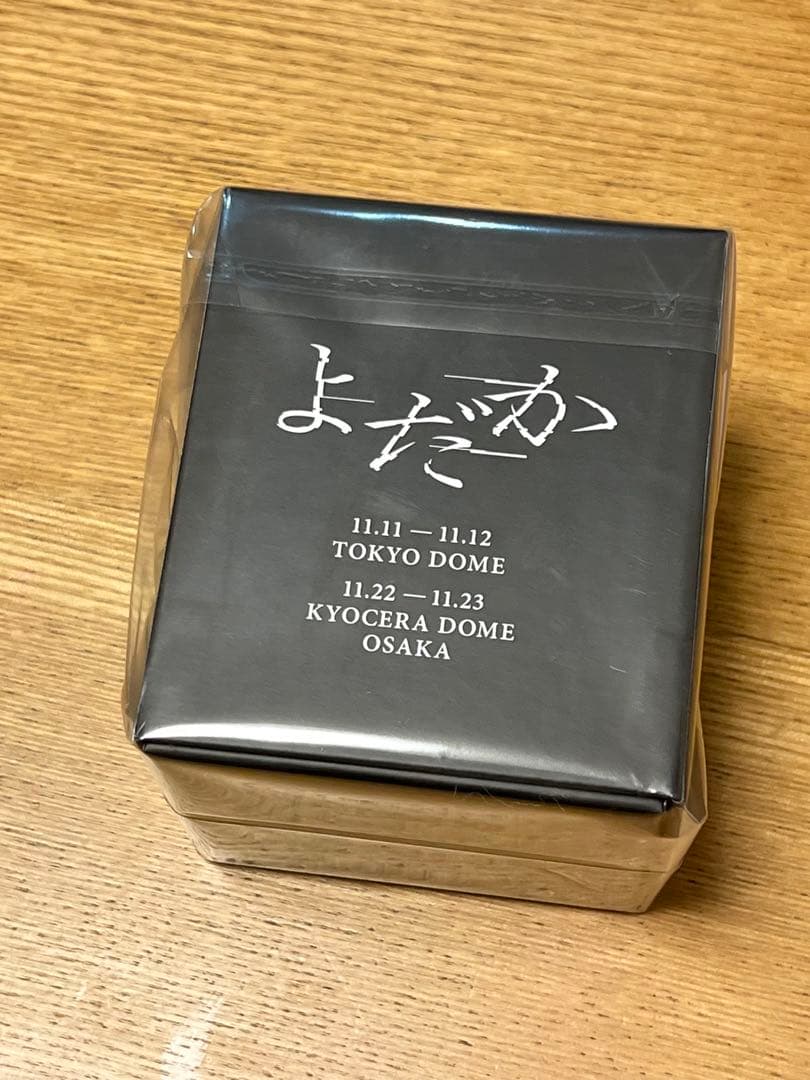 よだか
11.11 — 11.12
TOKYO DOME
11.22 — 11.23
KYOCERA DOME
OSAKA